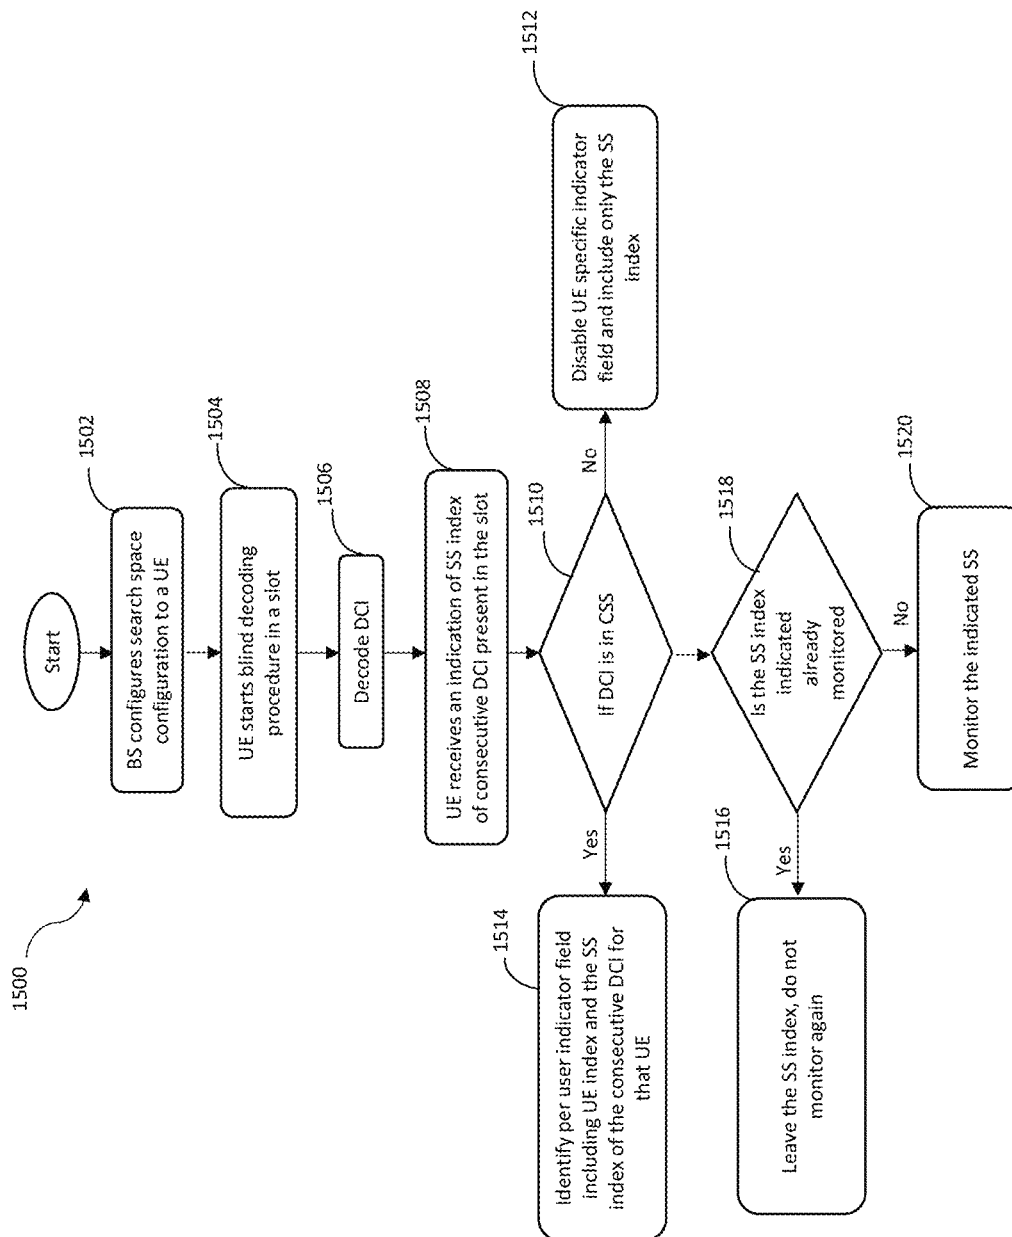 1500
Start
1502
BS configures search space
configuration to a UE
1504
UE starts blind decoding
procedure in a slot
1506
Decode DCI
1508
UE receives an indication of SS index
of consecutive DCI present in the slot
1510
If DCI is in CSS
Yes
No
1514
Identify per user indicator field
including UE index and the SS
index of the consecutive DCI for
that UE
1512
Disable UE specific indicator
field and include only the SS
index
1518
Is the SS index
indicated
already
monitored
Yes
No
1516
Leave the SS index, do not
monitor again
1520
Monitor the indicated SS